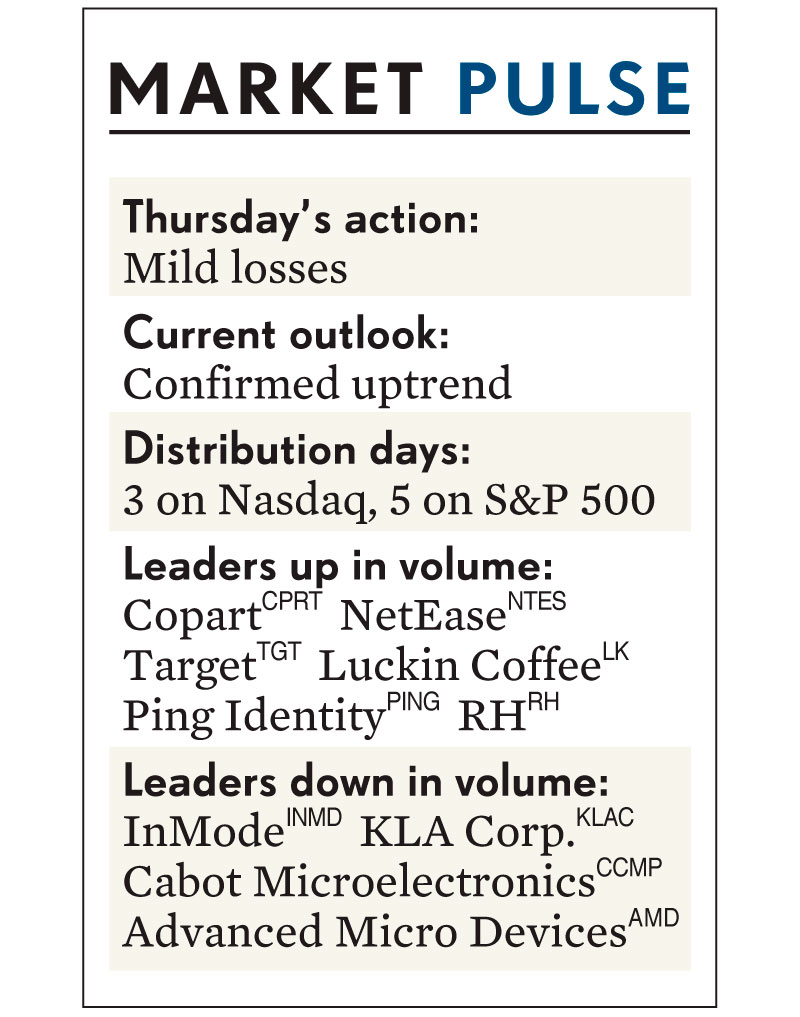 MARKET PULSE
Thursday’s action:
Mild losses
Current outlook:
Confirmed uptrend
Distribution days:
3 on Nasdaq, 5 on S&P 500
Leaders up in volume:
Copart CPRT NetEase NTES
Target TGT Luckin Coffee LK
Ping Identity PING RH RH
Leaders down in volume:
InMode INMD KLA Corp. KLAC
Cabot Microelectronics CCMP
Advanced Micro Devices AMD